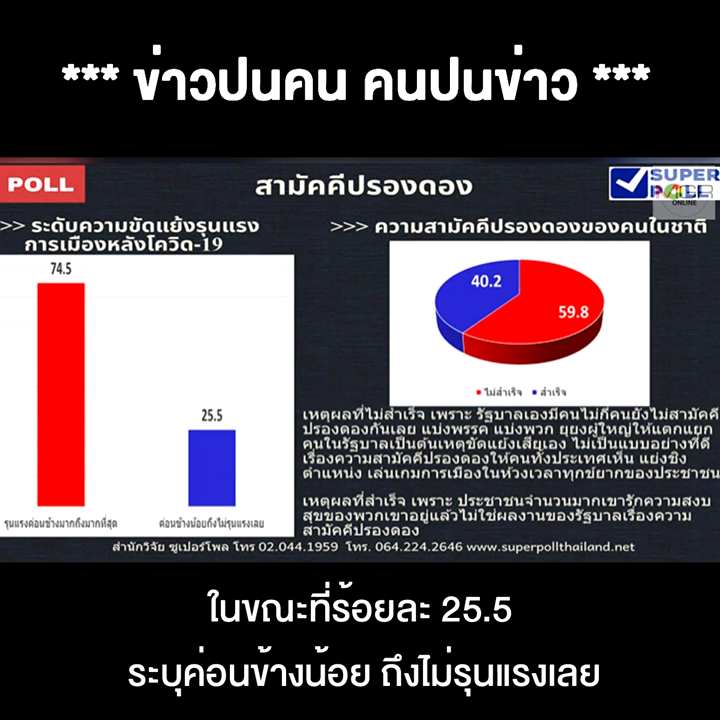 *** ข่าวปนคน คนปนข่าว ***
POLL
สามัคคีปรองดอง
SUPER
POLL
ONLINE
>> ระดับความขัดแย้งรุนแรง
การเมืองหลังโควิด-19
74.5
25.5
รุนแรงค่อนข้างมากถึงมากที่สุด
ค่อนข้างน้อยถึงไม่รุนแรงเลย
>>> ความสามัคคีปรองดองของคนในชาติ
40.2
59.8
ไม่สำเร็จ สำเร็จ
เหตุผลที่ไม่สำเร็จ เพราะ รัฐบาลเองมีคนไม่กี่คนยังไม่สามัคคี
ปรองดองกันเลย แบ่งพรรค แบ่งพวก ยุยงผู้ใหญ่ให้แตกแยก
คนในรัฐบาลเป็นต้นเหตุขัดแย้งเสียเอง ไม่เป็นแบบอย่างที่ดี
เรื่องความสามัคคีปรองดองให้คนทั้งประเทศเห็น แย่งชิง
ตำแหน่ง เล่นเกมการเมืองในห้วงเวลาทุกข์ยากของประชาชน
เหตุผลที่สำเร็จ เพราะ ประชาชนจำนวนมากเขารักความสงบ
สุขของพวกเขาอยู่แล้วไม่ใช่ผลงานของรัฐบาลเรื่องความ
สามัคคีปรองดอง
สำนักวิจัย ซูเปอร์โพล โทร 02.044.1959 โทร. 064.224.2646 www.superpollthailand.net
ในขณะที่ร้อยละ 25.5
ระบุค่อนข้างน้อย ถึงไม่รุนแรงเลย